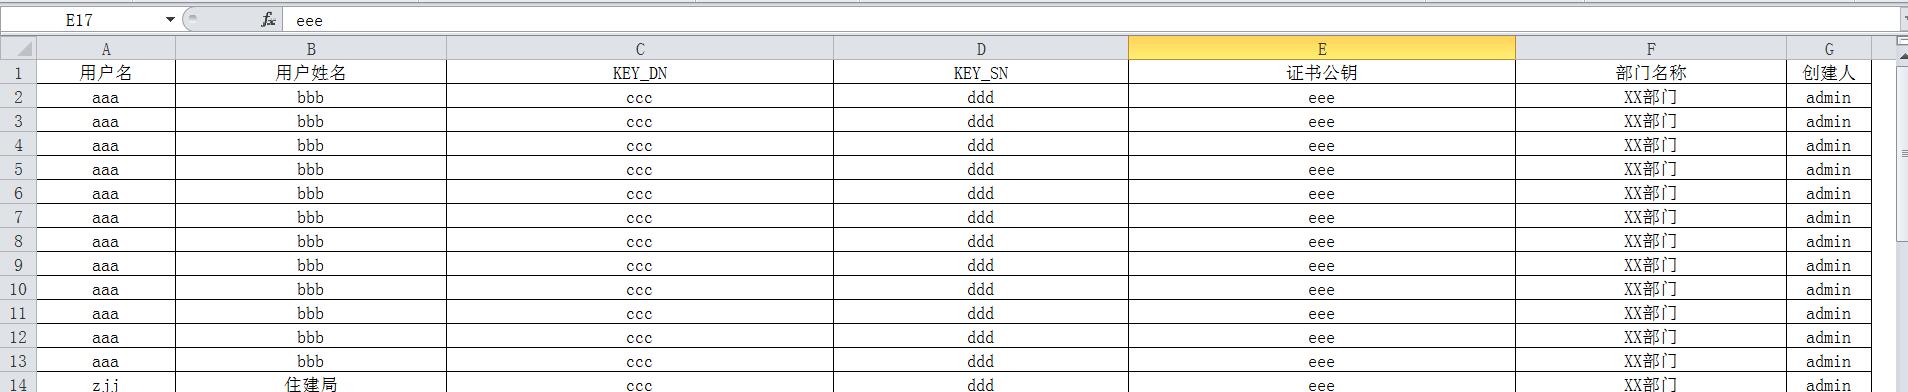 E17 fx eee
A B C D E F G
1 用户名 用户姓名 KEY_DN KEY_SN 证书公钥 部门名称 创建人
2 aaa bbb ccc ddd eee XX部门 admin
3 aaa bbb ccc ddd eee XX部门 admin
4 aaa bbb ccc ddd eee XX部门 admin
5 aaa bbb ccc ddd eee XX部门 admin
6 aaa bbb ccc ddd eee XX部门 admin
7 aaa bbb ccc ddd eee XX部门 admin
8 aaa bbb ccc ddd eee XX部门 admin
9 aaa bbb ccc ddd eee XX部门 admin
10 aaa bbb ccc ddd eee XX部门 admin
11 aaa bbb ccc ddd eee XX部门 admin
12 aaa bbb ccc ddd eee XX部门 admin
13 aaa bbb ccc ddd eee XX部门 admin
14 zjj 住建局 ccc ddd eee XX部门 admin